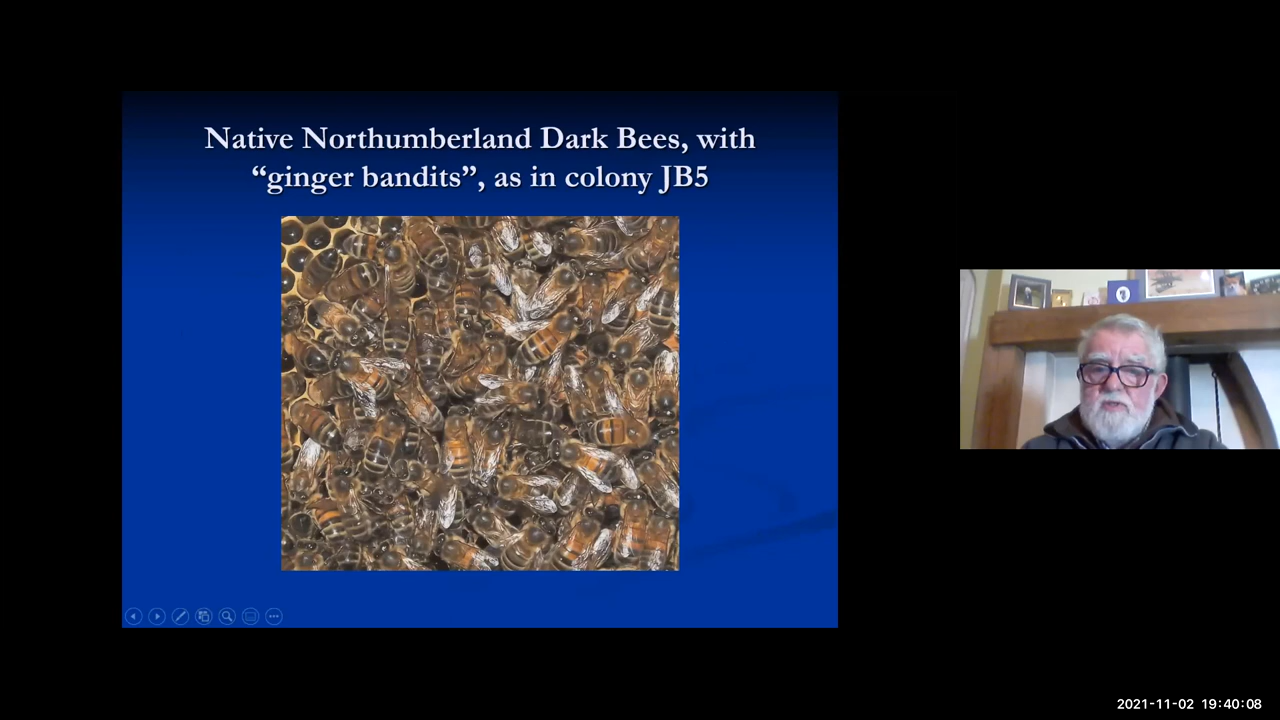 Native Northumberland Dark Bees, with
“ginger bandits”, as in colony JB5
2021-11-02 19:40:08